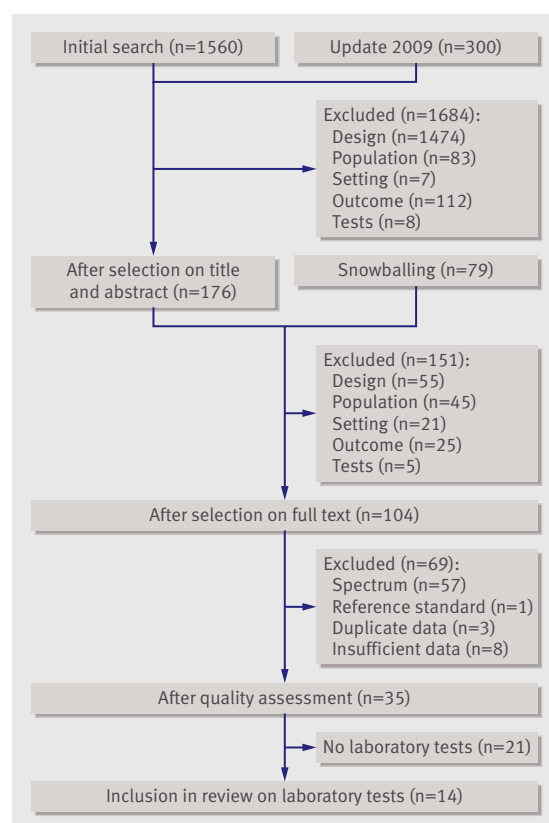 Initial search (n=1560)
Update 2009 (n=300)
Excluded (n=1684):
Design (n=1474)
Population (n=83)
Setting (n=7)
Outcome (n=112)
Tests (n=8)
After selection on title
and abstract (n=176)
Snowballing (n=79)
Excluded (n=151):
Design (n=55)
Population (n=45)
Setting (n=21)
Outcome (n=25)
Tests (n=5)
After selection on full text (n=104)
Excluded (n=69):
Spectrum (n=57)
Reference standard (n=1)
Duplicate data (n=3)
Insufficient data (n=8)
After quality assessment (n=35)
No laboratory tests (n=21)
Inclusion in review on laboratory tests (n=14)